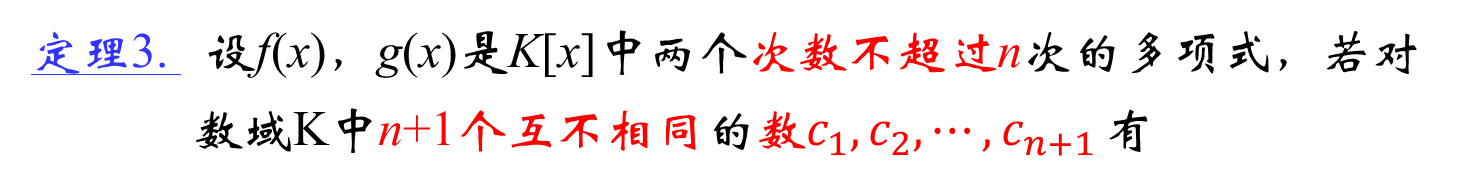 定理3. 设f(x)，g(x)是K[x]中两个次数不超过n次的多项式，若对
数域K中n+1个互不相同的数c₁, c₂, ⋯, cₙ₊₁ 有